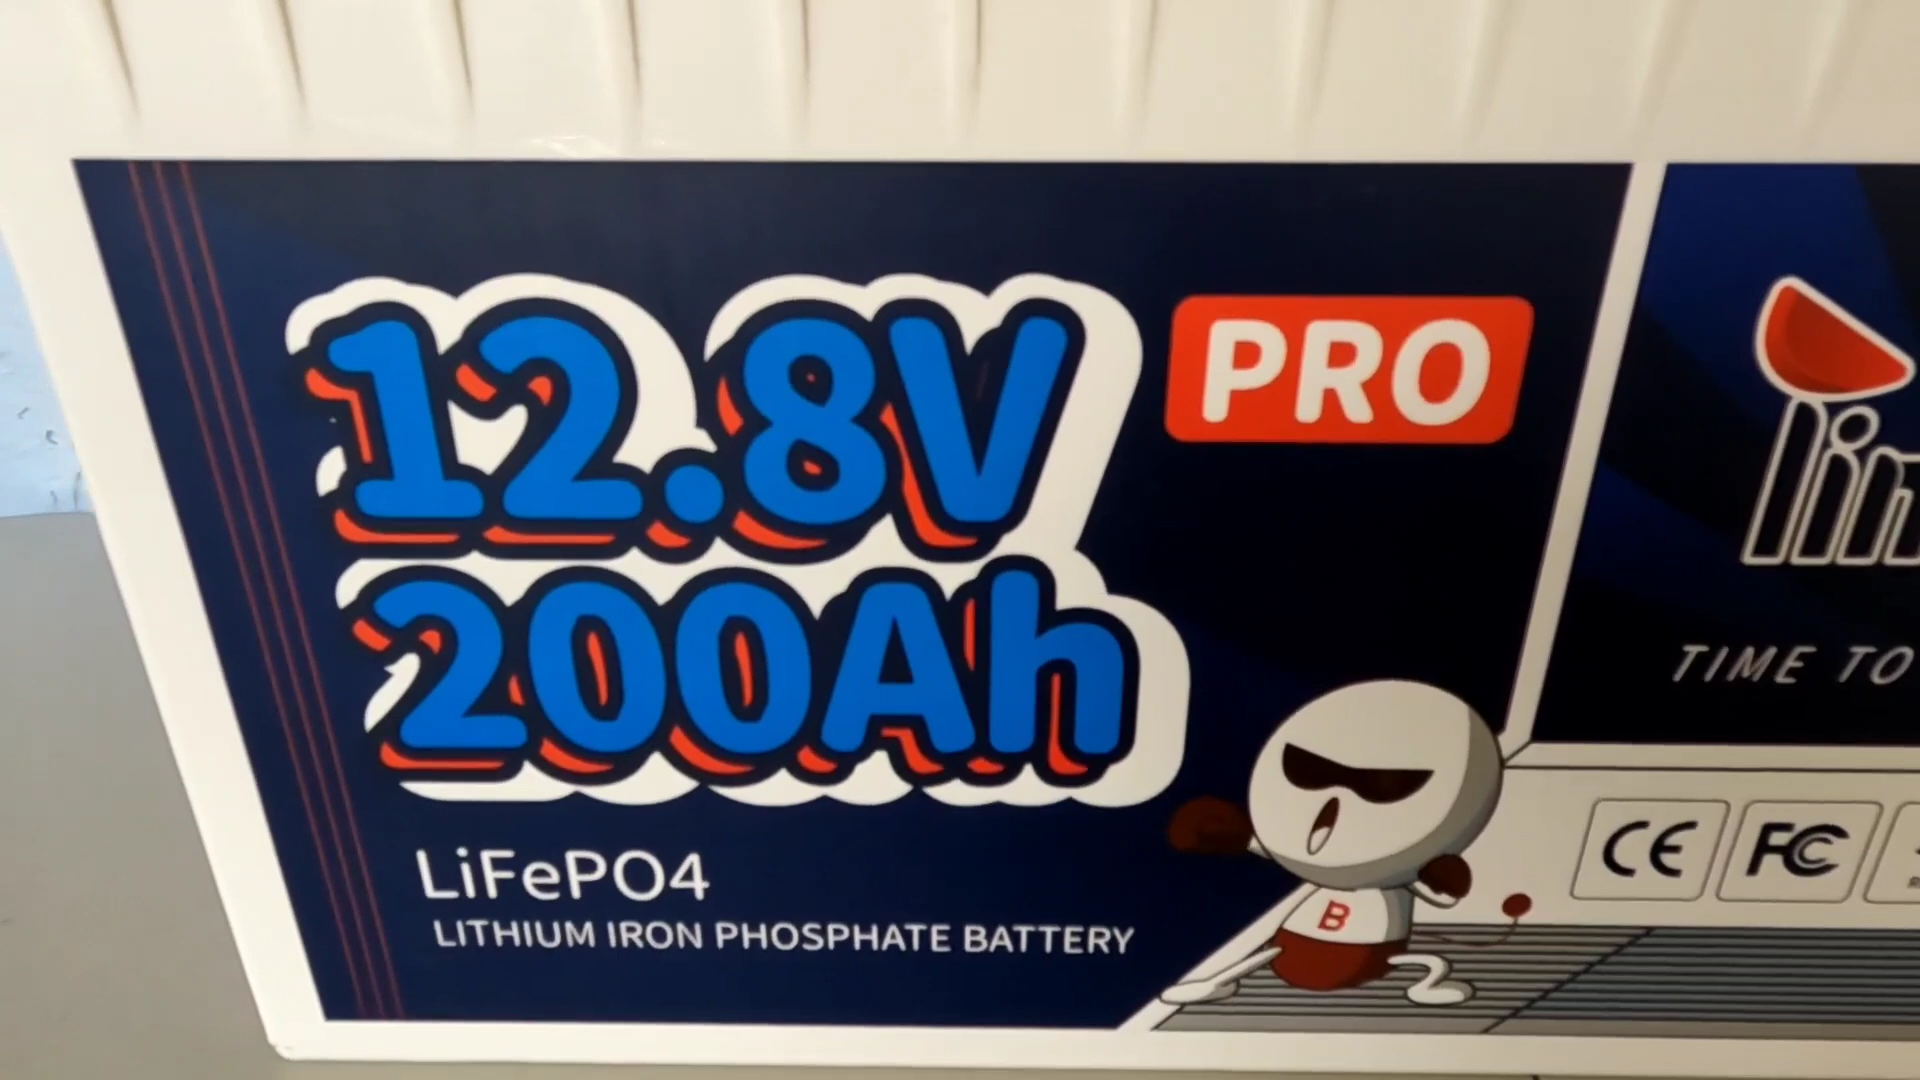 12.8V
PRO
200Ah
LiFePO4
LITHIUM IRON PHOSPHATE BATTERY
TIME TO
CE
FC
B